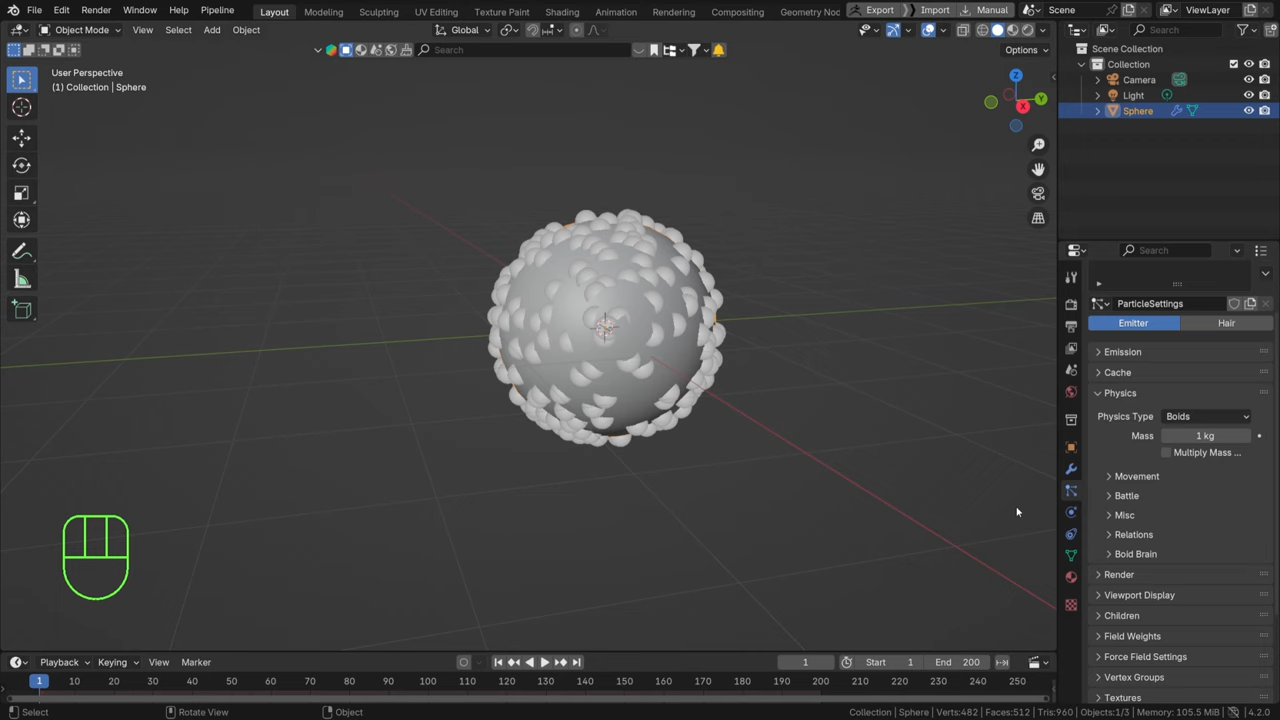 File Edit Render Window Help Pipeline Layout Modeling Sculpting UV Editing Texture Paint Shading Animation Rendering Compositing Geometry Noc Export Import Manual Scene ViewLayer
Object Mode View Select Add Object Global Search
Search
Options
User Perspective
(1) Collection | Sphere
Z
Y
X
Scene Collection
Collection
Camera
Light
Sphere
Search
ParticleSettings
Emitter Hair
Emission
Cache
Physics
Physics Type Boids
Mass 1 kg
Multiply Mass ...
Movement
Battle
Misc
Relations
Boid Brain
Render
Viewport Display
Children
Field Weights
Force Field Settings
Vertex Groups
Textures
Playback Keying View Marker 1 Start 1 End 200
1 10 20 30 40 50 60 70 80 90 100 110 120 130 140 150 160 170 180 190 200 210 220 230 240 250
Select Rotate View Object Collection | Sphere | Verts:482 | Faces:512 | Tris:960 | Objects:1/3 | Memory: 105.5 MiB 4.2.0